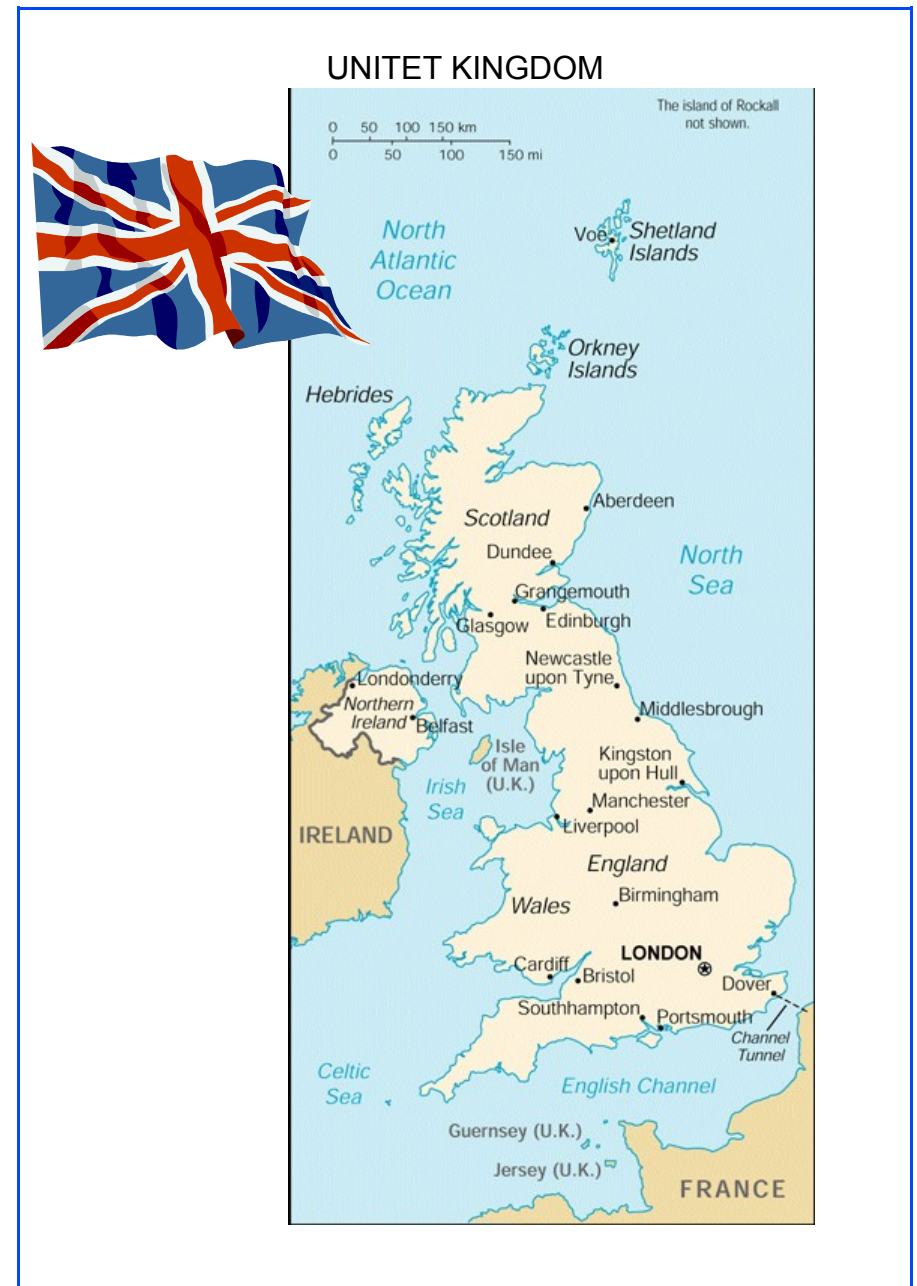 UNITET KINGDOM
The island of Rockall
not shown.
0 50 100 150 km
0 50 100 150 mi
North
Atlantic
Ocean
Voe
Shetland
Islands
Orkney
Islands
Hebrides
Aberdeen
Scotland
Dundee
North
Sea
Grangemouth
Glasgow
Edinburgh
Newcastle
upon Tyne
Londonderry
Northern
Ireland
Belfast
Middlesbrough
Isle
of Man
(U.K.)
Kingston
upon Hull
Irish
Sea
Manchester
Liverpool
IRELAND
England
Wales
Birmingham
LONDON
Cardiff
Bristol
Dover
Southhampton
Portsmouth
Channel
Tunnel
Celtic
Sea
English Channel
Guernsey (U.K.)
Jersey (U.K.)
FRANCE